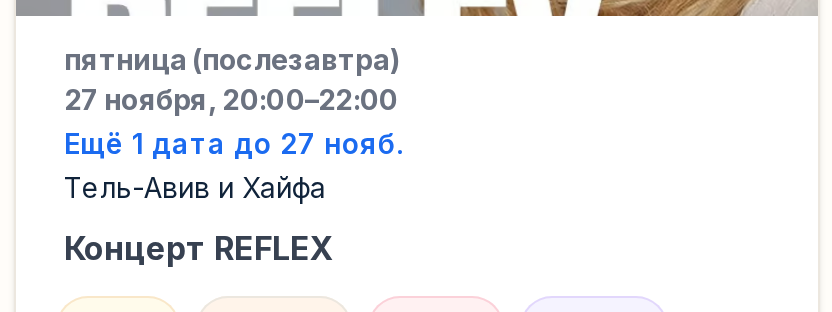 пятница (послезавтра)
27 ноября, 20:00–22:00
Ещё 1 дата до 27 нояб.
Тель-Авив и Хайфа
Концерт REFLEX